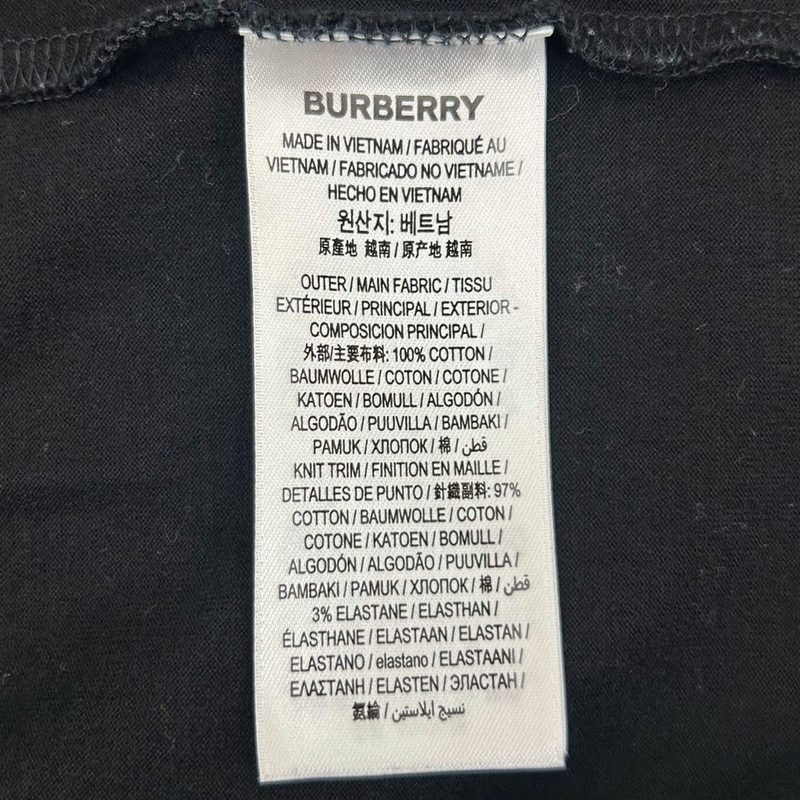 BURBERRY
MADE IN VIETNAM / FABRIQUÉ AU
VIETNAM / FABRICADO NO VIETNAME /
HECHO EN VIETNAM
원산지: 베트남
原產地 越南 / 原产地 越南
OUTER / MAIN FABRIC / TISSU
EXTÉRIEUR / PRINCIPAL / EXTERIOR -
COMPOSICION PRINCIPAL /
外部/主要布料: 100% COTTON /
BAUMWOLLE / COTON / COTONE /
KATOEN / BOMULL / ALGODÓN /
ALGODÃO / PUUVILLA / BAMBAKI /
PAMUK / ХЛОПОК / 棉 / قطن
KNIT TRIM / FINITION EN MAILLE /
DETALLES DE PUNTO / 針織副料: 97%
COTTON / BAUMWOLLE / COTON /
COTONE / KATOEN / BOMULL /
ALGODÓN / ALGODÃO / PUUVILLA /
BAMBAKI / PAMUK / ХЛОПОК / 棉 / قطن
3% ELASTANE / ELASTHAN /
ÉLASTHANE / ELASTAAN / ELASTAN /
ELASTANO / elastano / ELASTAANI /
ΕΛΑΣΤΑΝΗ / ELASTEN / ЭЛАСТАН /
氨綸 / نسيج ايلاستين